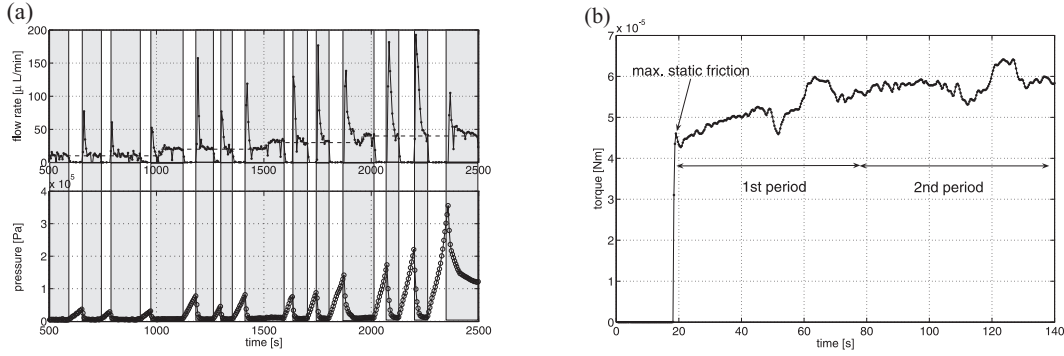 (a)
200
150
100
50
0
flow rate [µ L/min]
500 1000 1500 2000 2500
x 10^5
4
3
2
1
0
pressure [Pa]
500 1000 1500 2000 2500
time [s]
(b)
x 10^-5
7
6
5
4
3
2
1
0
torque [Nm]
max. static friction
1st period
2nd period
0 20 40 60 80 100 120 140
time [s]